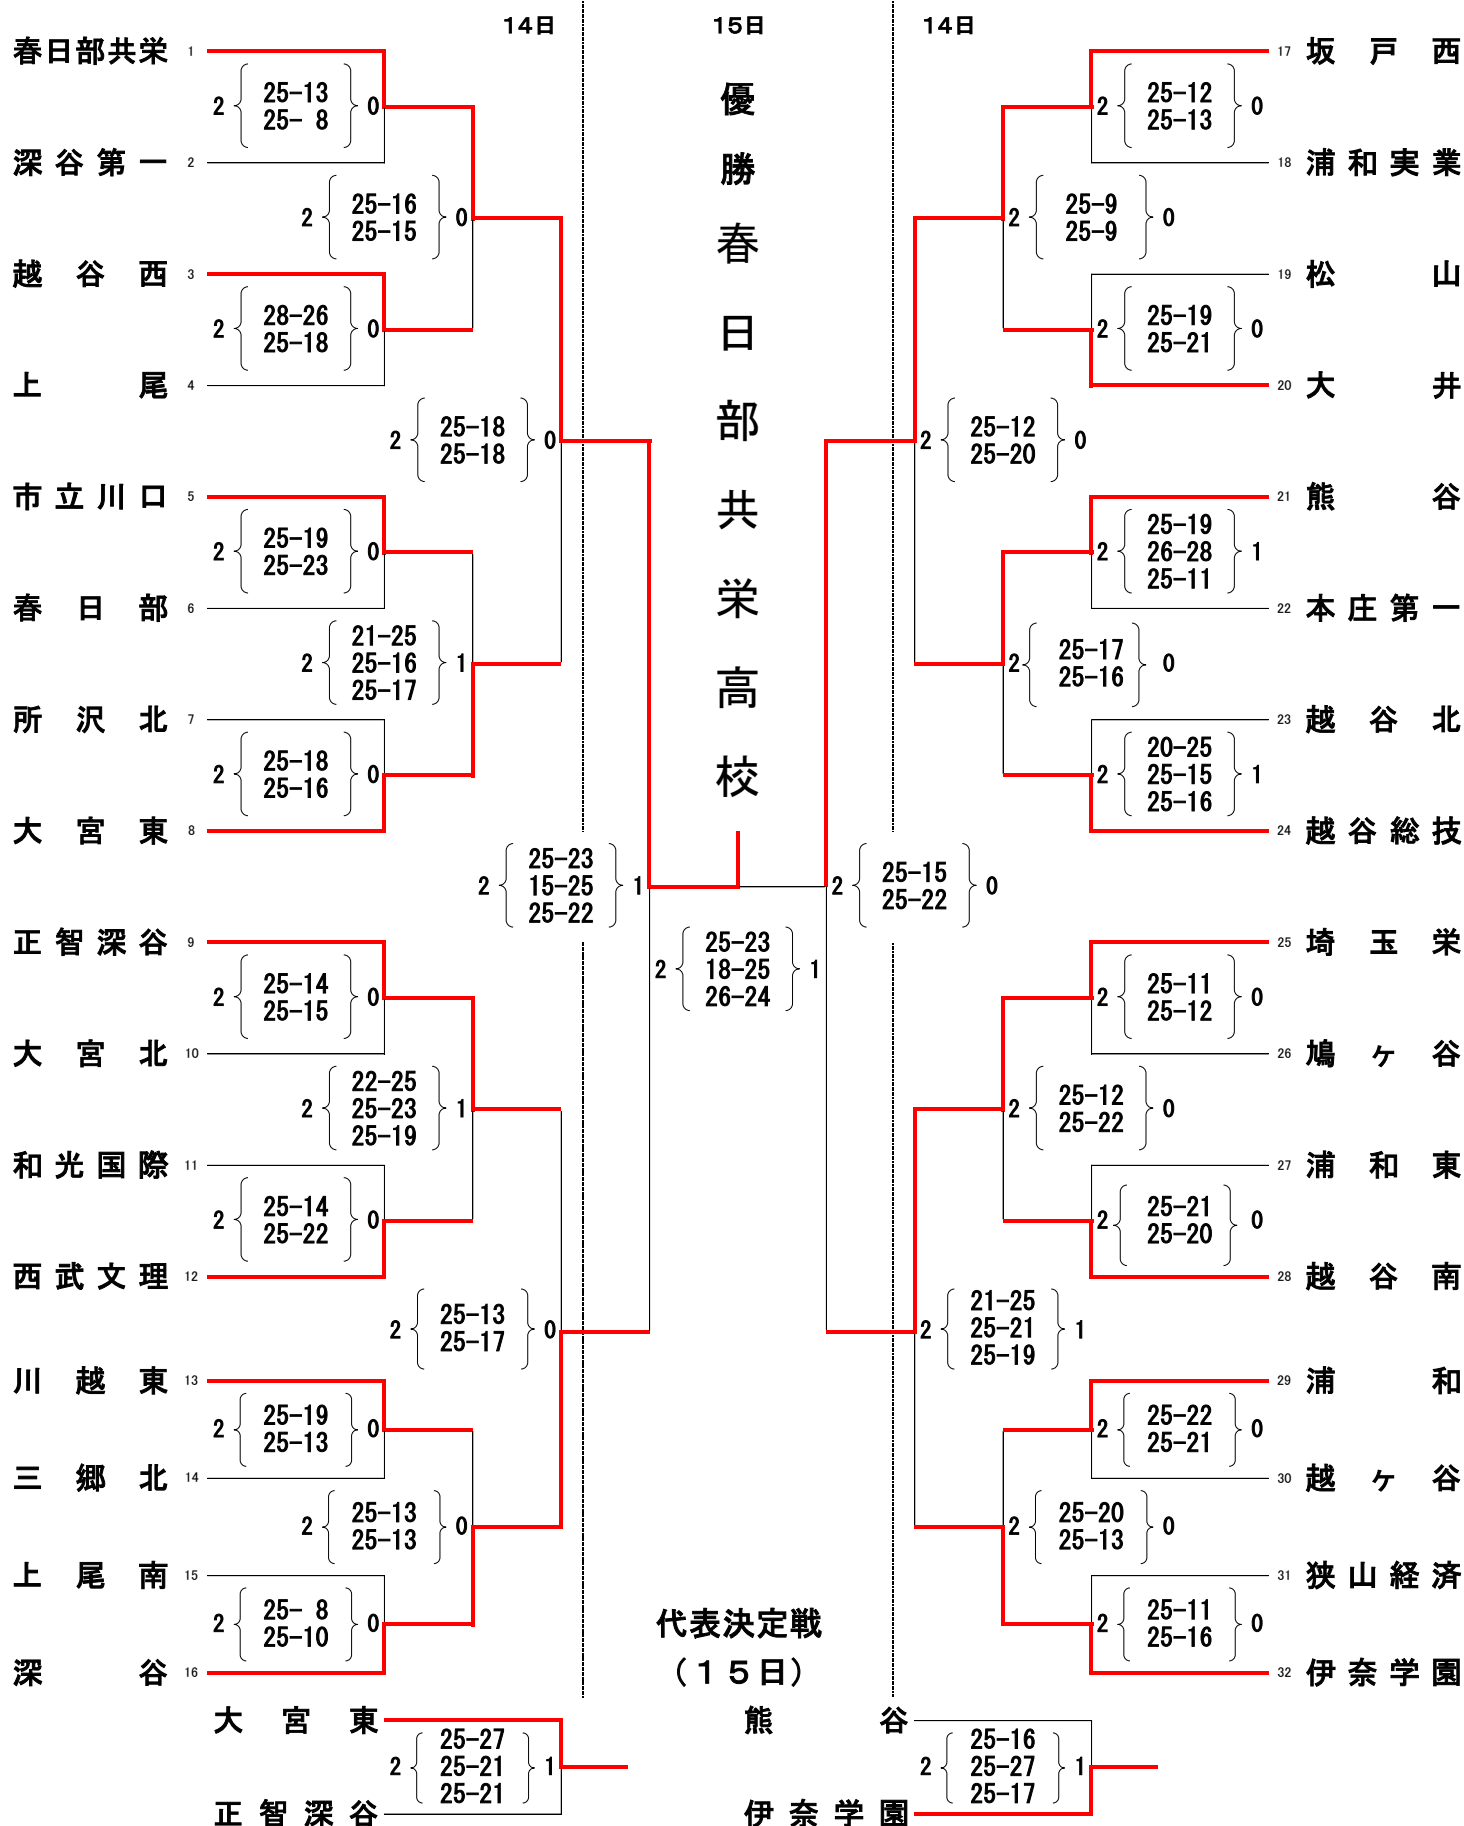 14日
15日
14日
優勝
春日部共栄高校
春日部共栄 1
2 25-13 0
25- 8
深谷第一 2
2 25-16 0
25-15
越谷西 3
2 28-26 0
25-18
上尾 4
2 25-18 0
25-18
市立川口 5
2 25-19 0
25-23
春日部 6
21-25
2 25-16 1
25-17
所沢北 7
2 25-18 0
25-16
大宮東 8
25-23
2 15-25 1
25-22
正智深谷 9
2 25-14 0
25-15
大宮北 10
22-25
2 25-23 1
25-19
和光国際 11
2 25-14 0
25-22
西武文理 12
2 25-13 0
25-17
川越東 13
2 25-19 0
25-13
三郷北 14
2 25-13 0
25-13
上尾南 15
2 25- 8 0
25-10
深谷 16
25-23
2 18-25 1
26-24
17 坂戸西
2 25-12 0
25-13
18 浦和実業
2 25-9 0
25-9
19 松山
2 25-19 0
25-21
20 大井
2 25-12 0
25-20
21 熊谷
25-19
2 26-28 1
25-11
22 本庄第一
2 25-17 0
25-16
23 越谷北
20-25
2 25-15 1
25-16
24 越谷総技
2 25-15 0
25-22
25 埼玉栄
2 25-11 0
25-12
26 鳩ヶ谷
2 25-12 0
25-22
27 浦和東
2 25-21 0
25-20
28 越谷南
21-25
2 25-21 1
25-19
29 浦和
2 25-22 0
25-21
30 越ヶ谷
2 25-20 0
25-13
31 狭山経済
2 25-11 0
25-16
32 伊奈学園
代表決定戦
（１５日）
大宮東
25-27
2 25-21 1
25-21
正智深谷
熊谷
25-16
2 25-27 1
25-17
伊奈学園